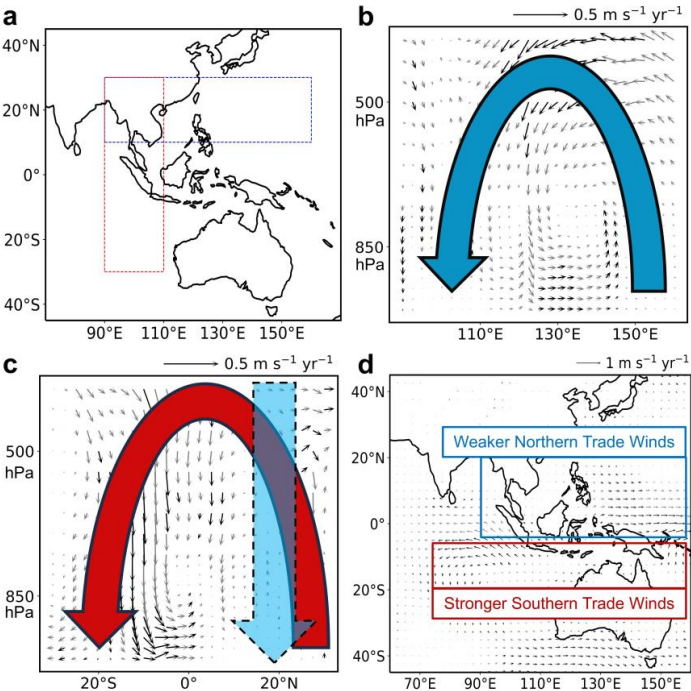 a
40°N
20°N
0°
20°S
40°S
90°E 110°E 130°E 150°E
b
0.5 m s⁻¹ yr⁻¹
500
hPa
850
hPa
110°E 130°E 150°E
c
0.5 m s⁻¹ yr⁻¹
500
hPa
850
hPa
20°S 0° 20°N
d
1 m s⁻¹ yr⁻¹
40°N
20°N
0°
20°S
40°S
Weaker Northern Trade Winds
Stronger Southern Trade Winds
70°E 90°E 110°E 130°E 150°E